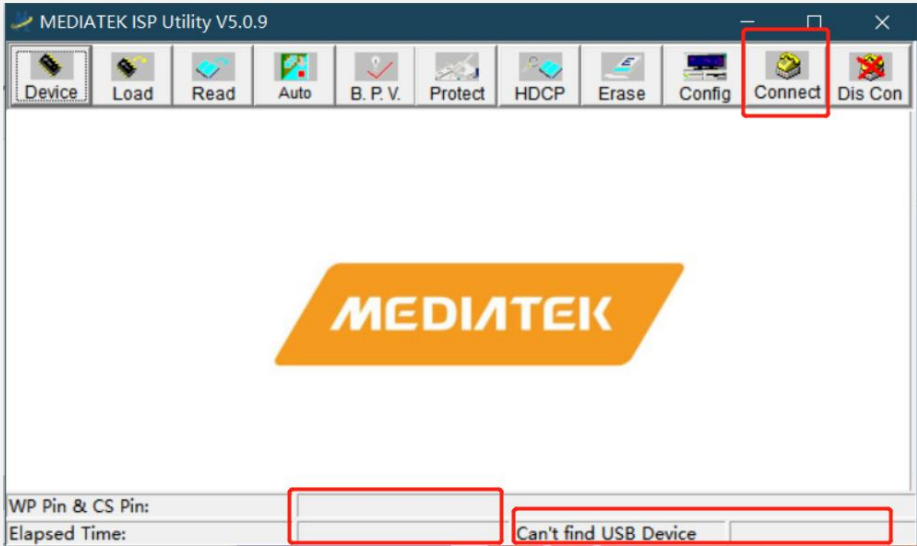 MEDIATEK ISP Utility V5.0.9
Device Load Read Auto B. P. V. Protect HDCP Erase Config Connect Dis Con
MEDIATEK
WP Pin & CS Pin:
Elapsed Time: Can't find USB Device